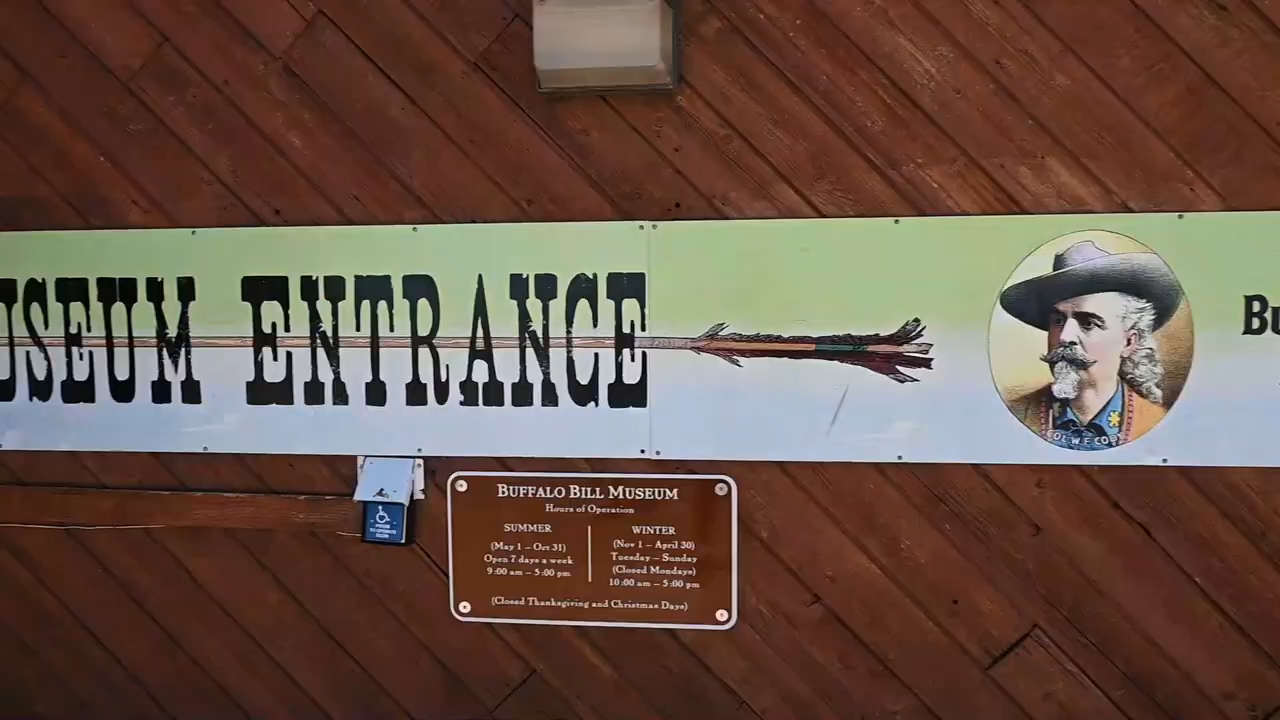 USEUM ENTRANCE
COL. W. F. COD
Bu
BUFFALO BILL MUSEUM
Hours of Operation
SUMMER
(May 1 – Oct 31)
Open 7 days a week
9:00 am – 5:00 pm
WINTER
(Nov 1 – April 30)
Tuesday – Sunday
(Closed Mondays)
10:00 am – 5:00 pm
(Closed Thanksgiving and Christmas Days)